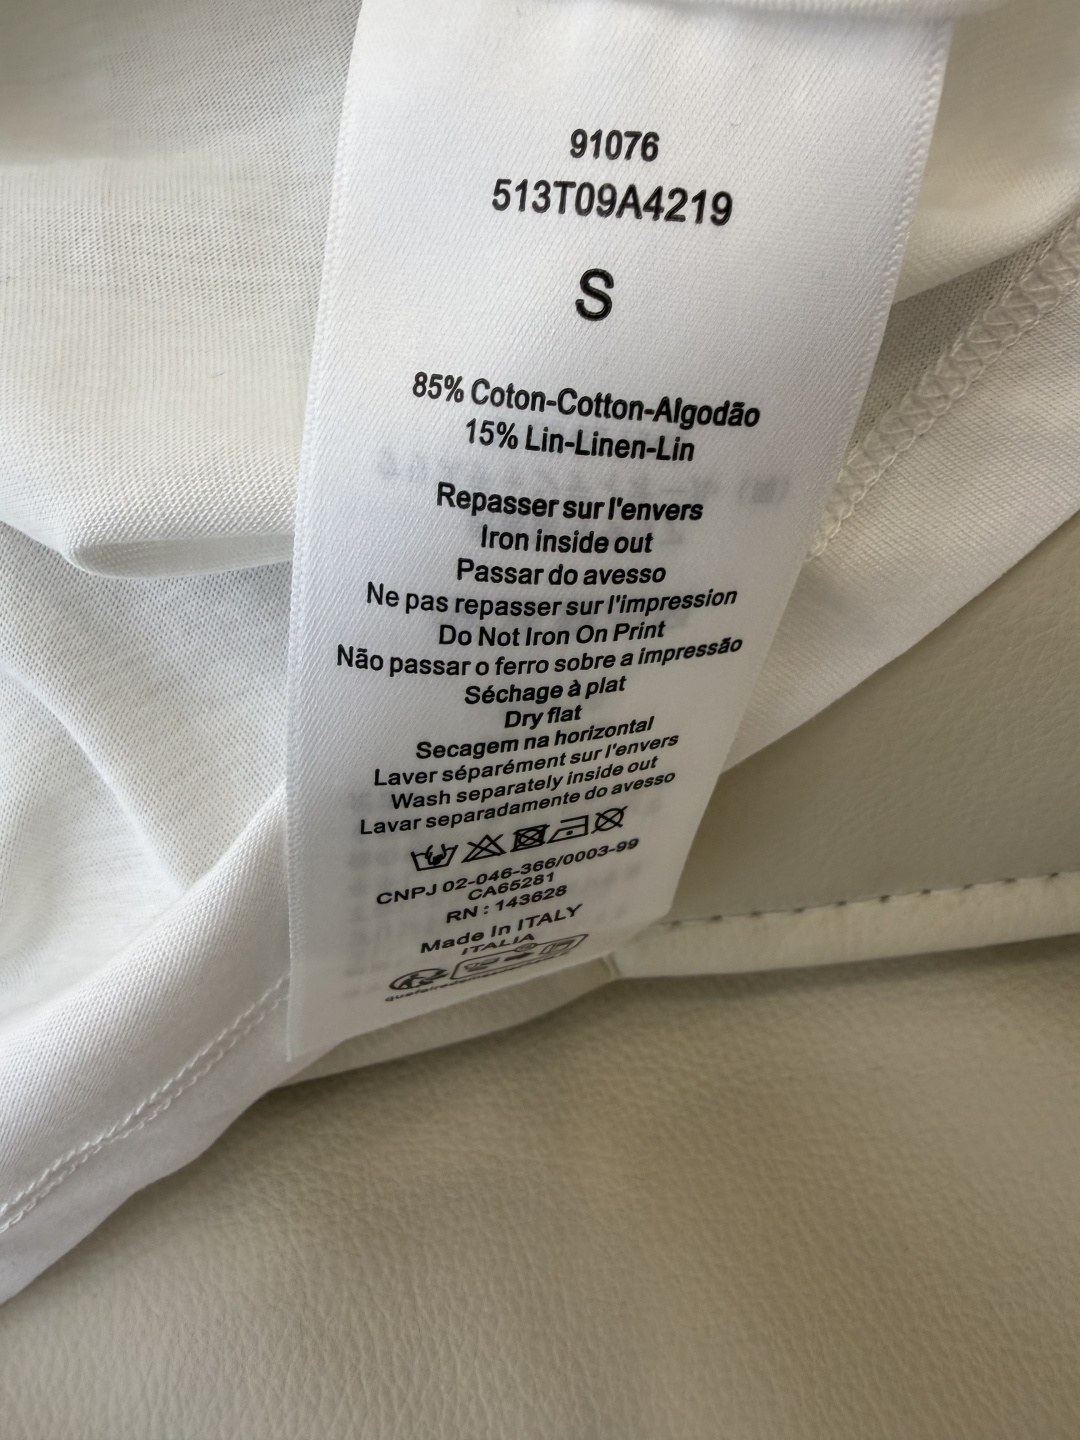 91076
513T09A4219
S
85% Coton-Cotton-Algodão
15% Lin-Linen-Lin
Repasser sur l'envers
Iron inside out
Passar do avesso
Ne pas repasser sur l'impression
Do Not Iron On Print
Não passar o ferro sobre a impressão
Séchage à plat
Dry flat
Secagem na horizontal
Laver séparément sur l'envers
Wash separately inside out
Lavar separadamente do avesso
CNPJ 02-046-366/0003-99
CA65281
RN : 143628
Made In ITALY
ITALIA